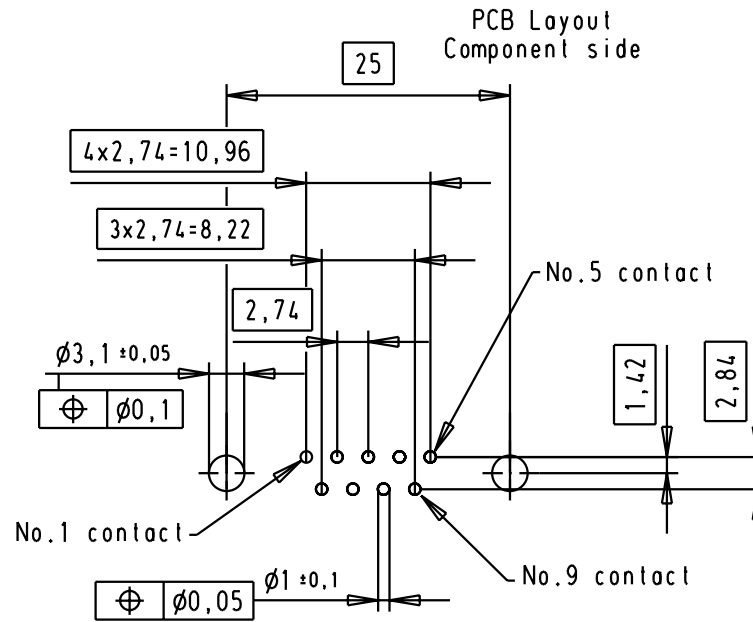 PCB Layout
Component side
25
4x2,74=10,96
3x2,74=8,22
No.5 contact
2,74
1,42
2,84
ϕ3,1 ±0,05
⌖ ϕ0,1
No.1 contact
ϕ1 ±0,1
No.9 contact
⌖ ϕ0,05